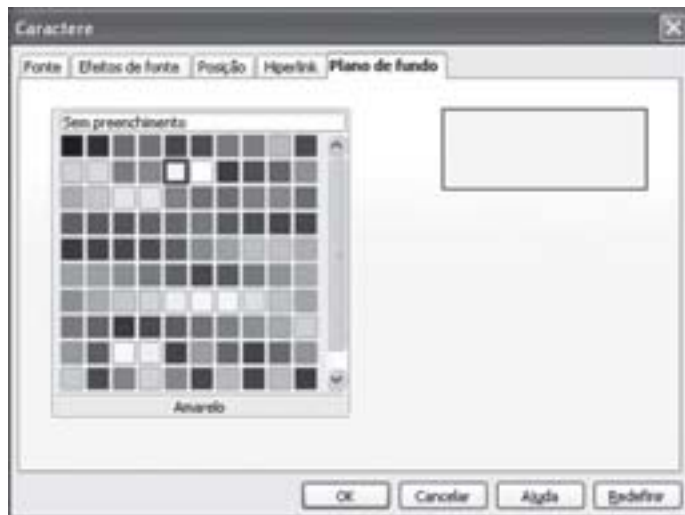 Caractere
Fonte Efeitos de fonte Posição Hiperlink Plano de fundo
Sem preenchimento
Amarelo
OK Cancelar Ajuda Redefinir